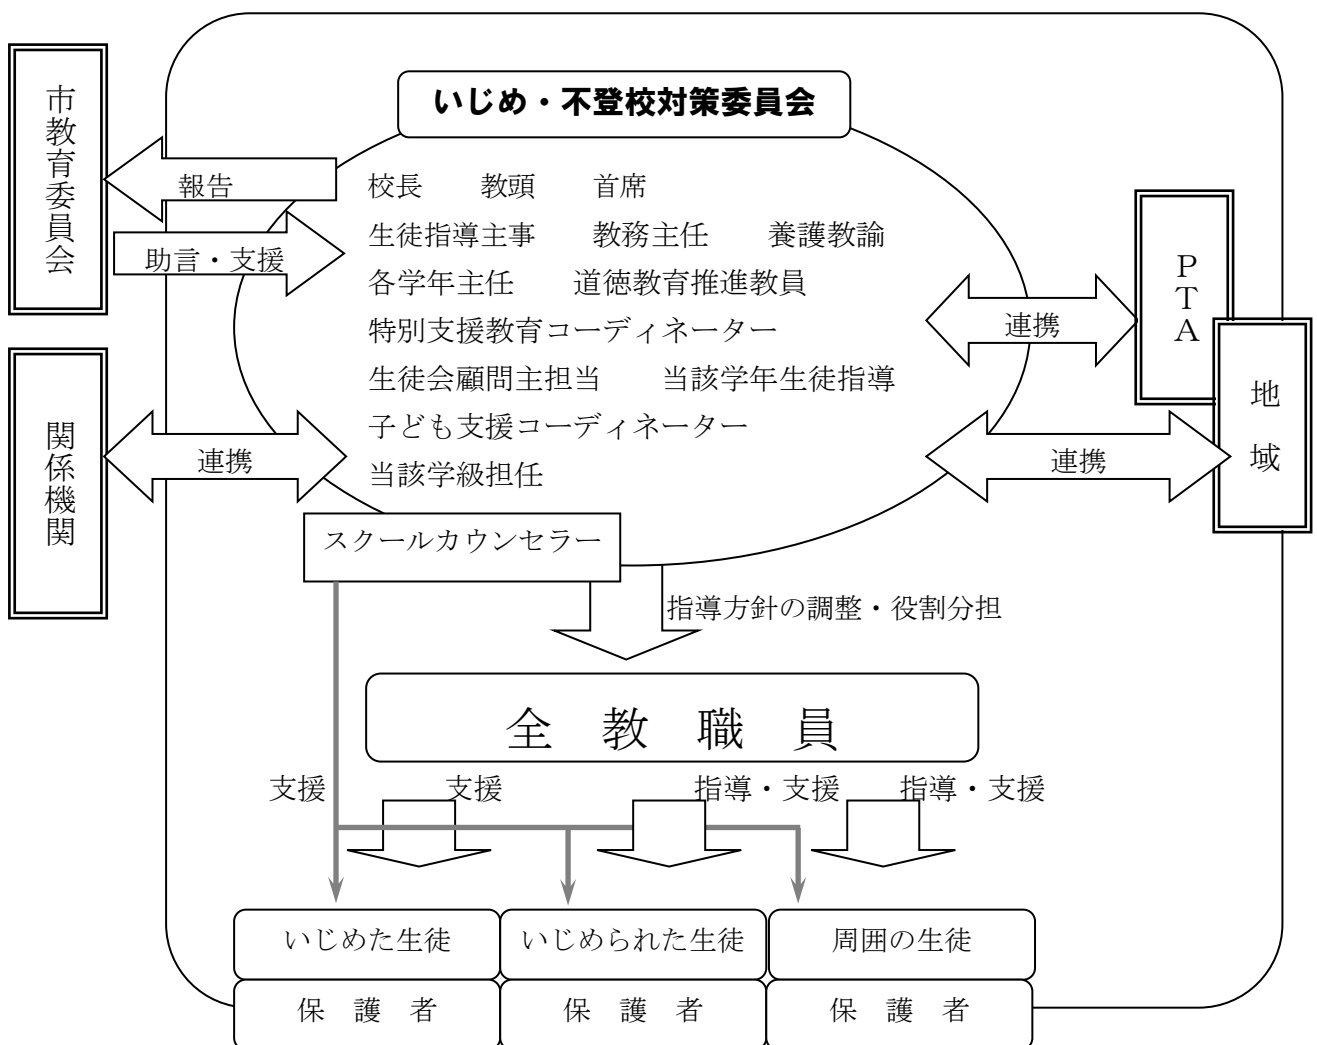 いじめ・不登校対策委員会
市教育委員会
報告
助言・支援
校長 教頭 首席
生徒指導主事 教務主任 養護教諭
各学年主任 道徳教育推進教員
特別支援教育コーディネーター
生徒会顧問主担当 当該学年生徒指導
子ども支援コーディネーター
当該学級担任
連携
PTA
連携
地域
関係機関
連携
スクールカウンセラー
指導方針の調整・役割分担
全教職員
支援 支援 指導・支援 指導・支援
いじめた生徒 いじめられた生徒 周囲の生徒
保護者 保護者 保護者